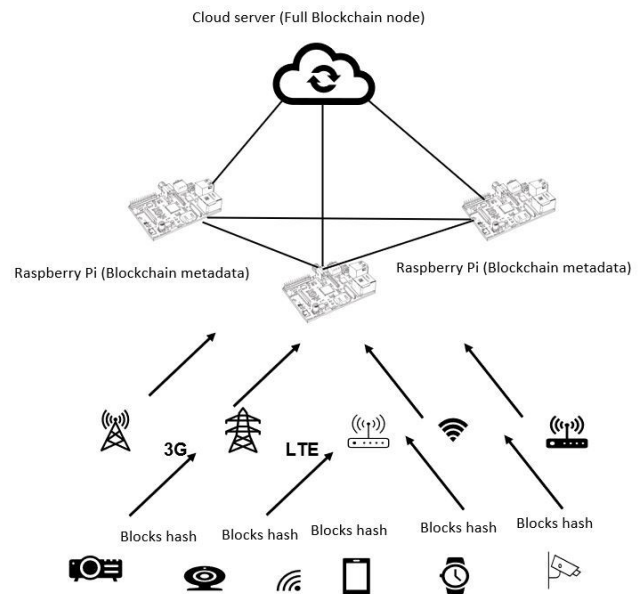 Cloud server (Full Blockchain node)
Raspberry Pi (Blockchain metadata)
Raspberry Pi (Blockchain metadata)
3G
LTE
Blocks hash
Blocks hash
Blocks hash
Blocks hash
Blocks hash